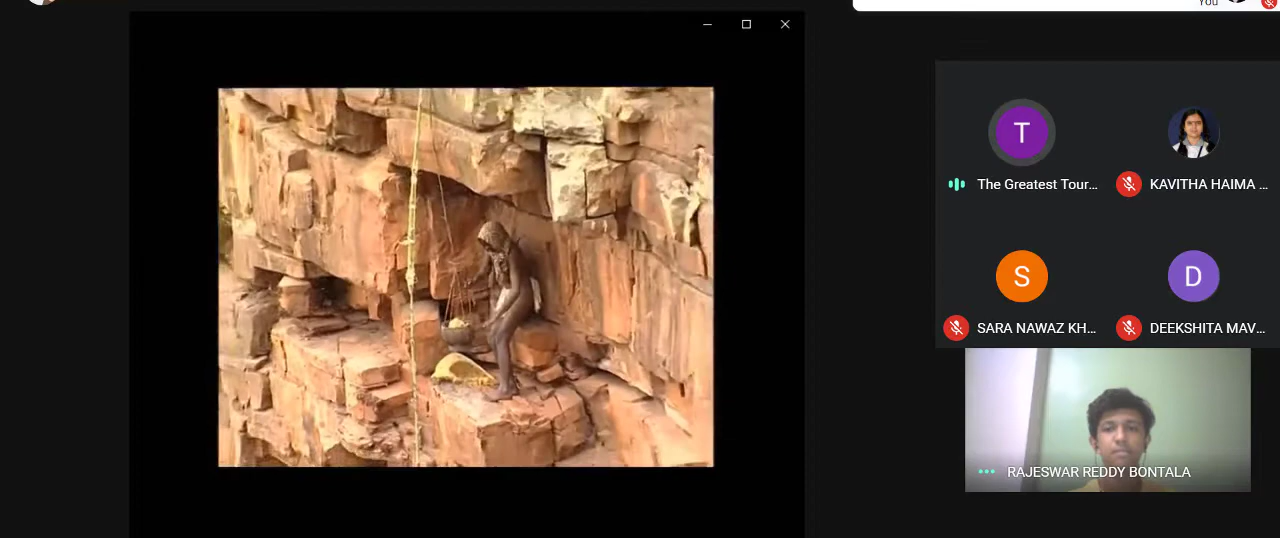 You
T
The Greatest Tour...
KAVITHA HAIMA ...
S
D
SARA NAWAZ KH...
DEEKSHITA MAV...
RAJESWAR REDDY BONTALA